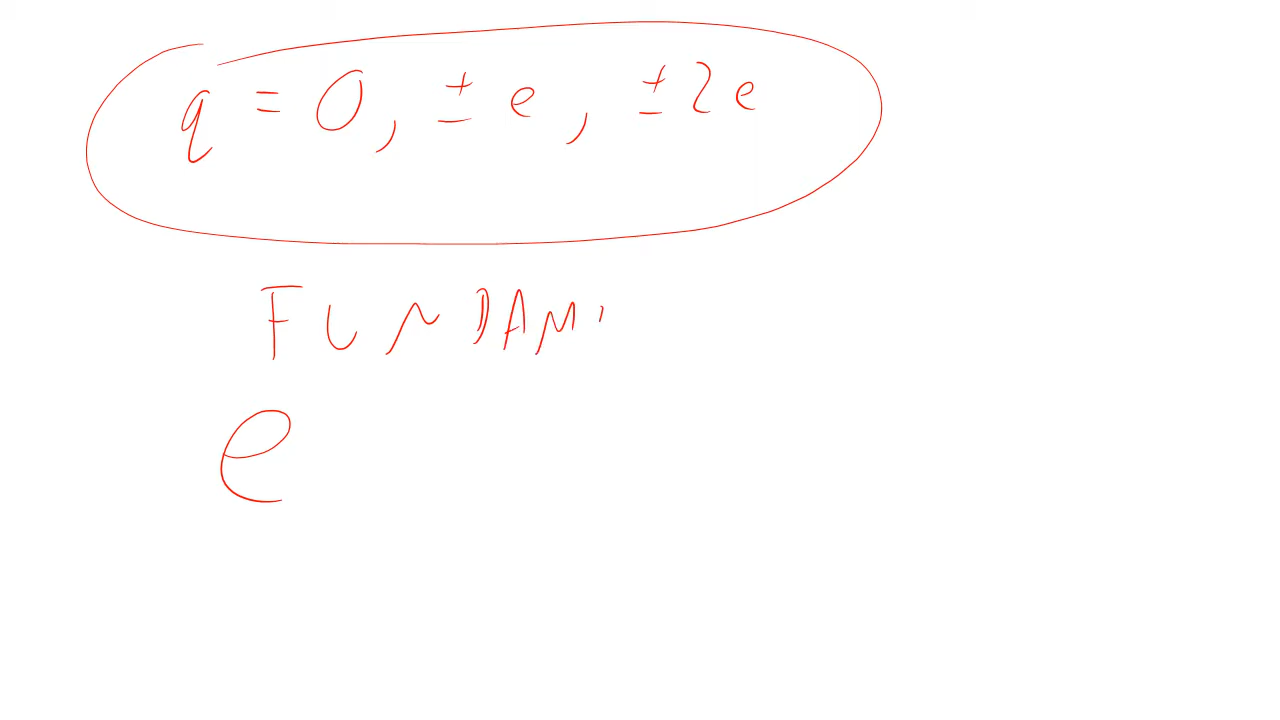 q = 0, ± e, ± 2e
FUNDAM
e